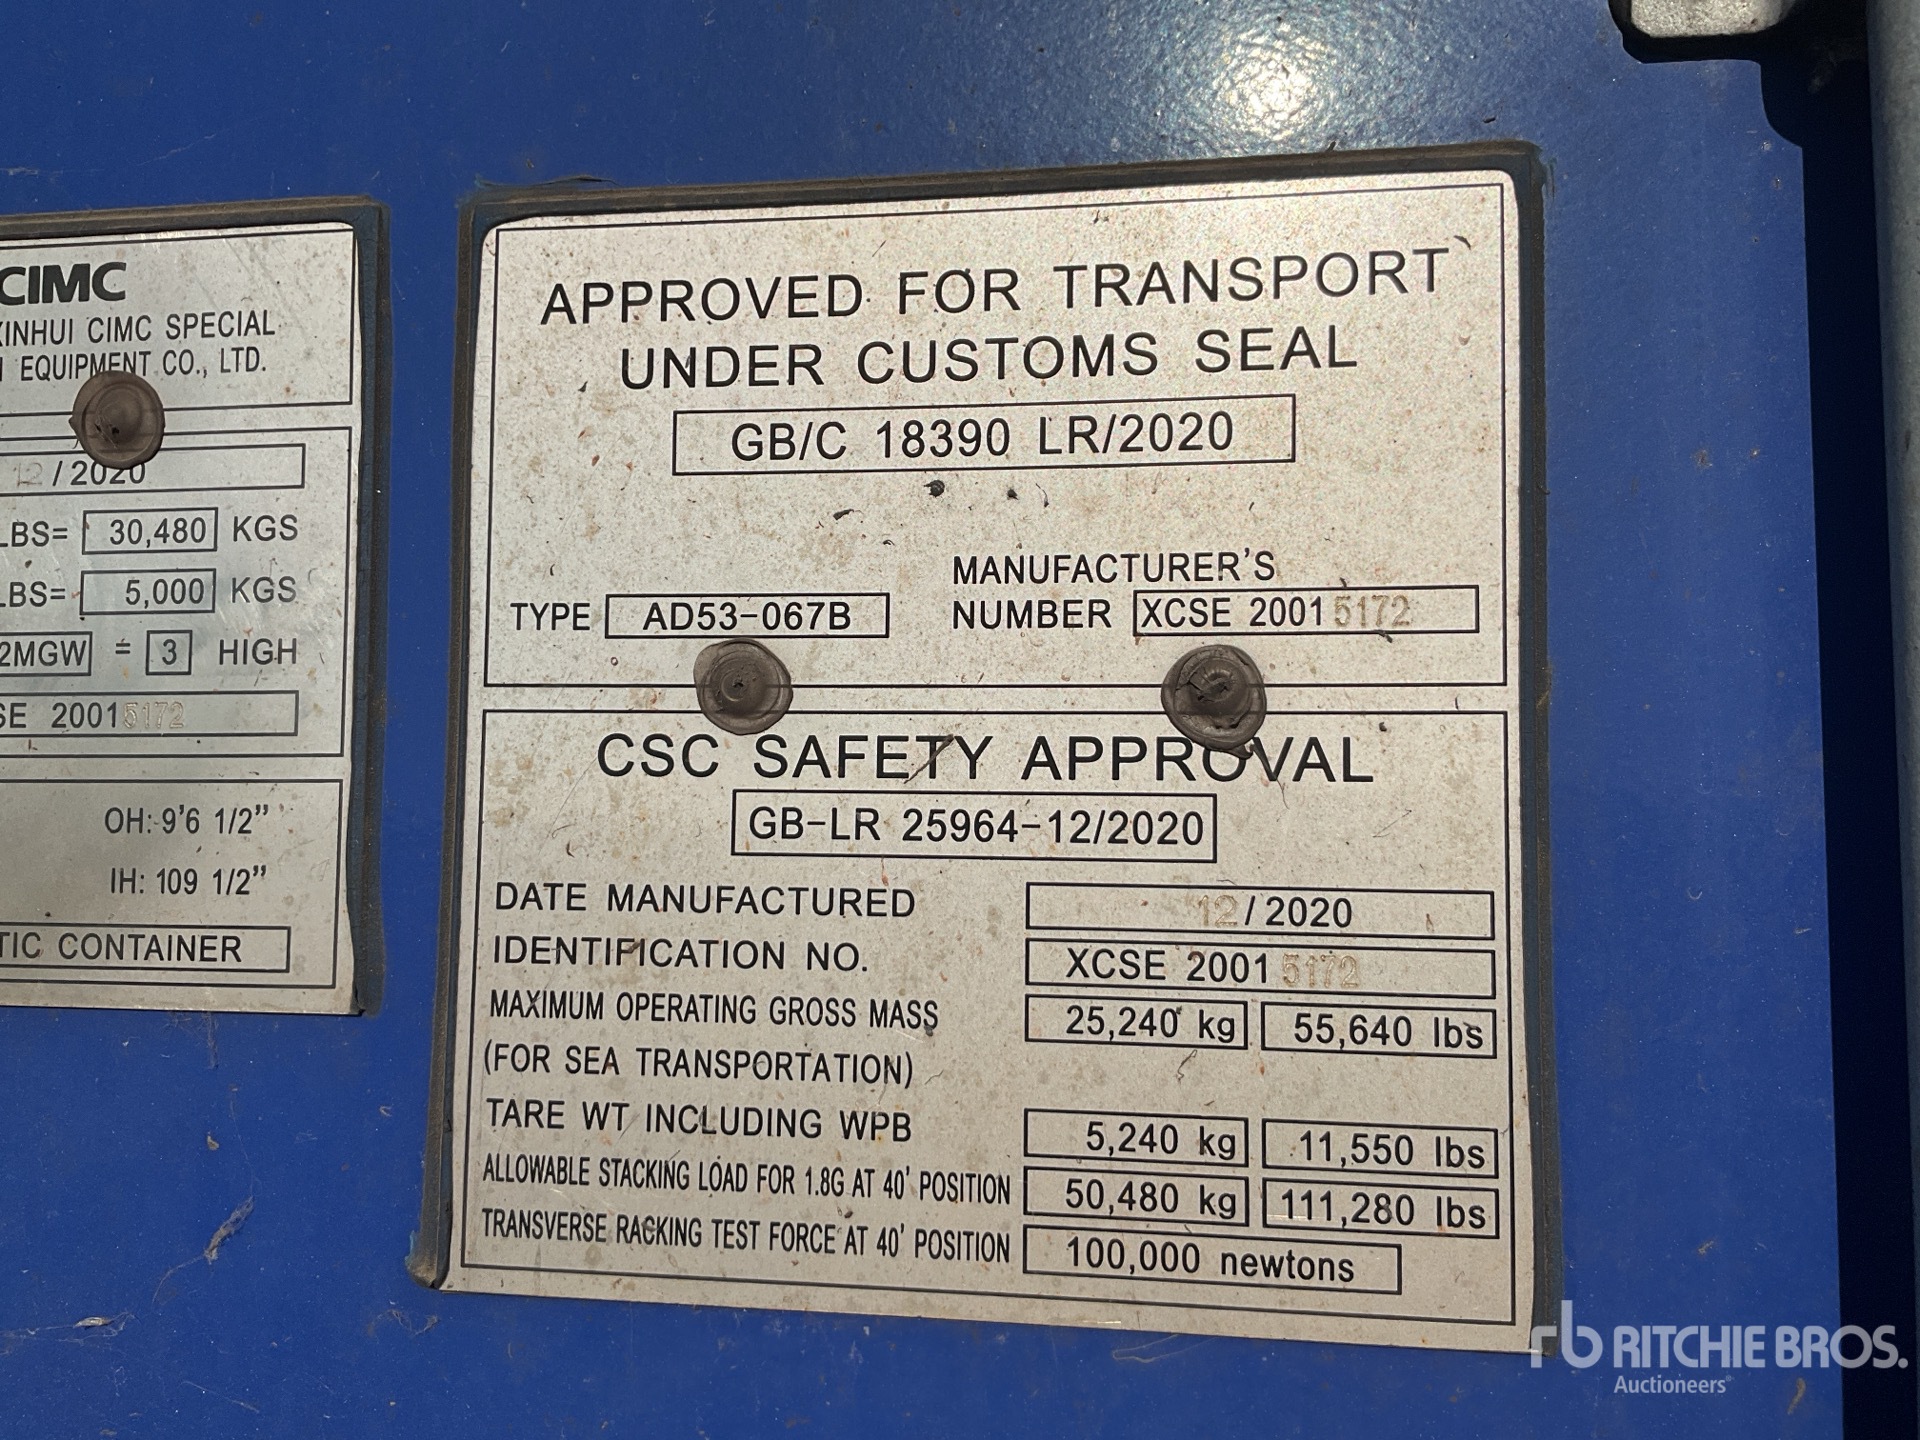 CIMC
XINHUI CIMC SPECIAL
EQUIPMENT CO., LTD.
12/2020
LBS= 30,480 KGS
LBS= 5,000 KGS
2MGW = 3 HIGH
SE 20015172
OH: 9'6 1/2"
IH: 109 1/2"
TIC CONTAINER
APPROVED FOR TRANSPORT
UNDER CUSTOMS SEAL
GB/C 18390 LR/2020
TYPE AD53-067B
MANUFACTURER'S
NUMBER XCSE 20015172
CSC SAFETY APPROVAL
GB-LR 25964-12/2020
DATE MANUFACTURED 12/2020
IDENTIFICATION NO. XCSE 20015172
MAXIMUM OPERATING GROSS MASS 25,240 kg 55,640 lbs
(FOR SEA TRANSPORTATION)
TARE WT INCLUDING WPB 5,240 kg 11,550 lbs
ALLOWABLE STACKING LOAD FOR 1.8G AT 40' POSITION 50,480 kg 111,280 lbs
TRANSVERSE RACKING TEST FORCE AT 40' POSITION 100,000 newtons
rb RITCHIE BROS.
Auctioneers